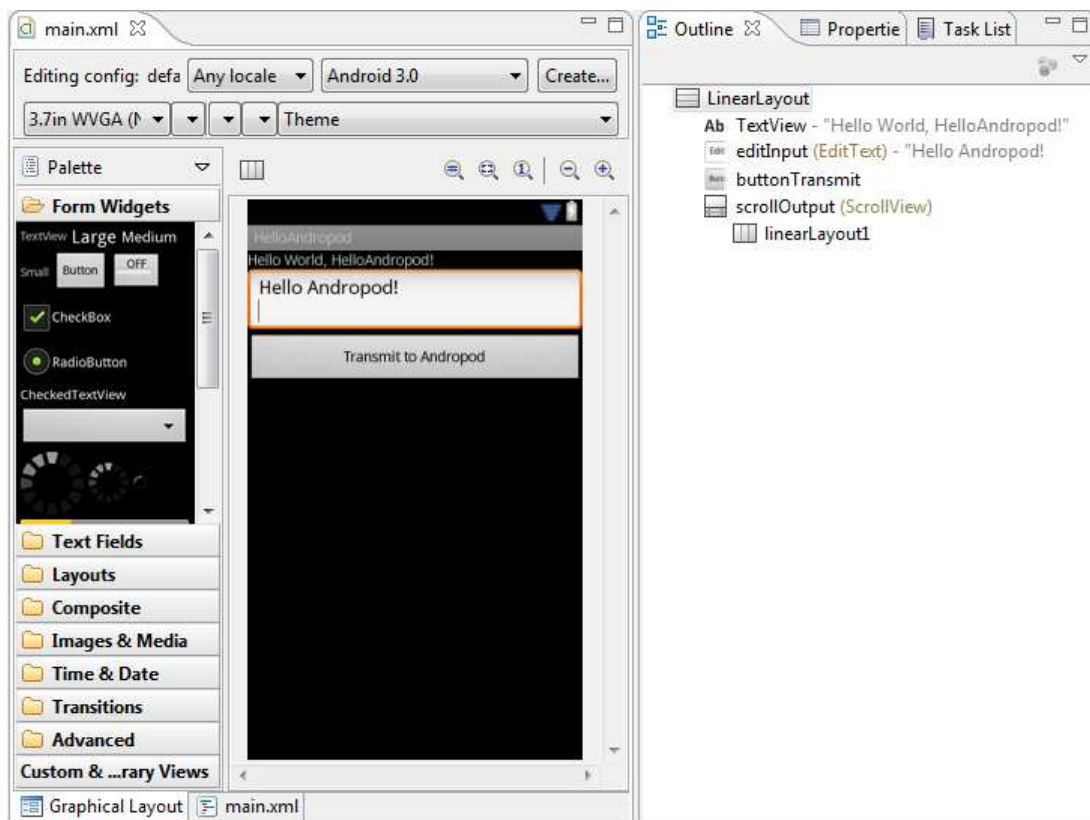 main.xml
Editing config: defa Any locale Android 3.0 Create...
3.7in WVGA (N Theme
Palette
Form Widgets
TextView Large Medium
Small Button OFF
CheckBox
RadioButton
CheckedTextView
Text Fields
Layouts
Composite
Images & Media
Time & Date
Transitions
Advanced
Custom & ...rary Views
HelloAndropod
Hello World, HelloAndropod!
Hello Andropod!
Transmit to Andropod
Graphical Layout main.xml
Outline Propertie Task List
LinearLayout
Ab TextView - "Hello World, HelloAndropod!"
Edit editInput (EditText) - "Hello Andropod!
buttonTransmit
scrollOutput (ScrollView)
linearLayout1